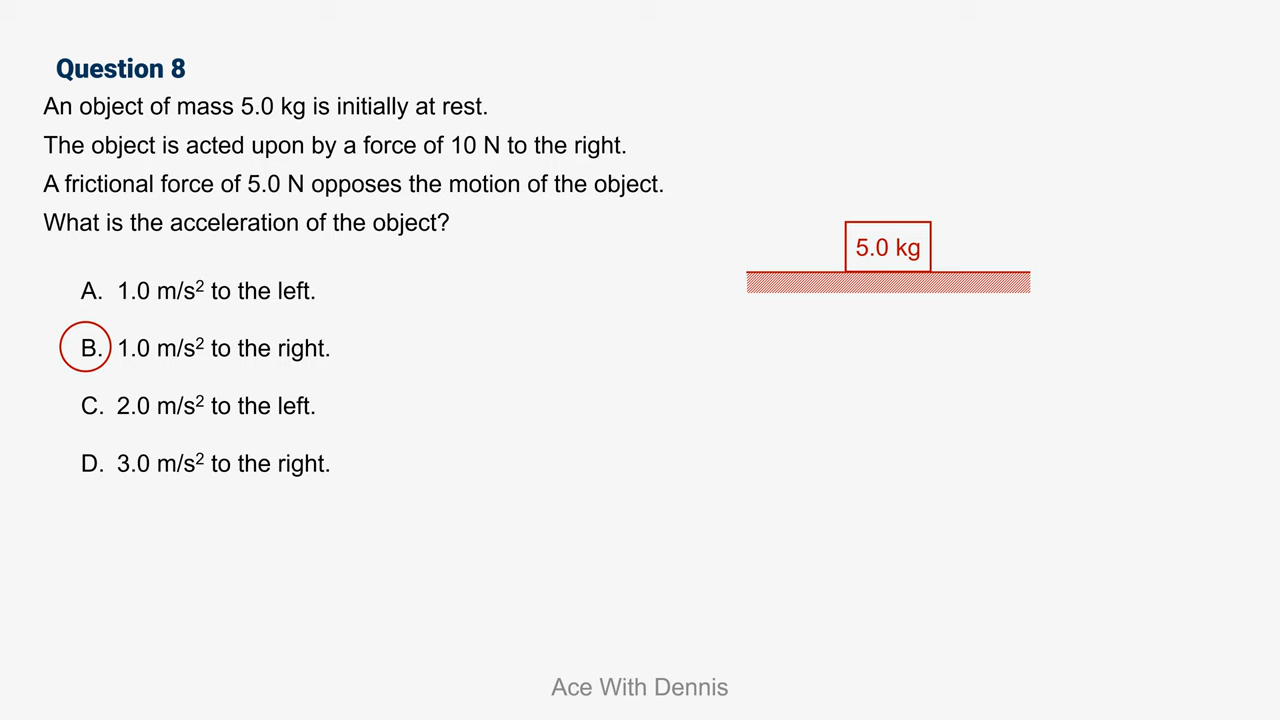 Question 8
An object of mass 5.0 kg is initially at rest.
The object is acted upon by a force of 10 N to the right.
A frictional force of 5.0 N opposes the motion of the object.
What is the acceleration of the object?
5.0 kg
A. 1.0 m/s² to the left.
B. 1.0 m/s² to the right.
C. 2.0 m/s² to the left.
D. 3.0 m/s² to the right.
Ace With Dennis